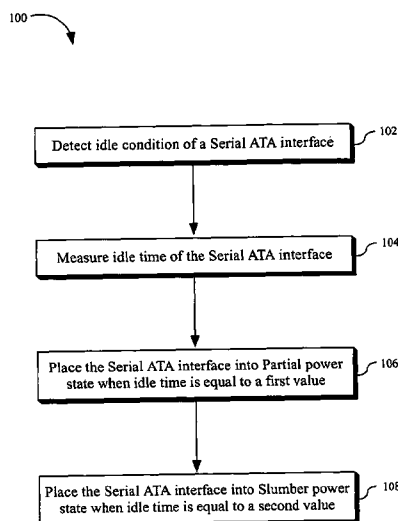 100
Detect idle condition of a Serial ATA interface
102
Measure idle time of the Serial ATA interface
104
Place the Serial ATA interface into Partial power
state when idle time is equal to a first value
106
Place the Serial ATA interface into Slumber power
state when idle time is equal to a second value
108